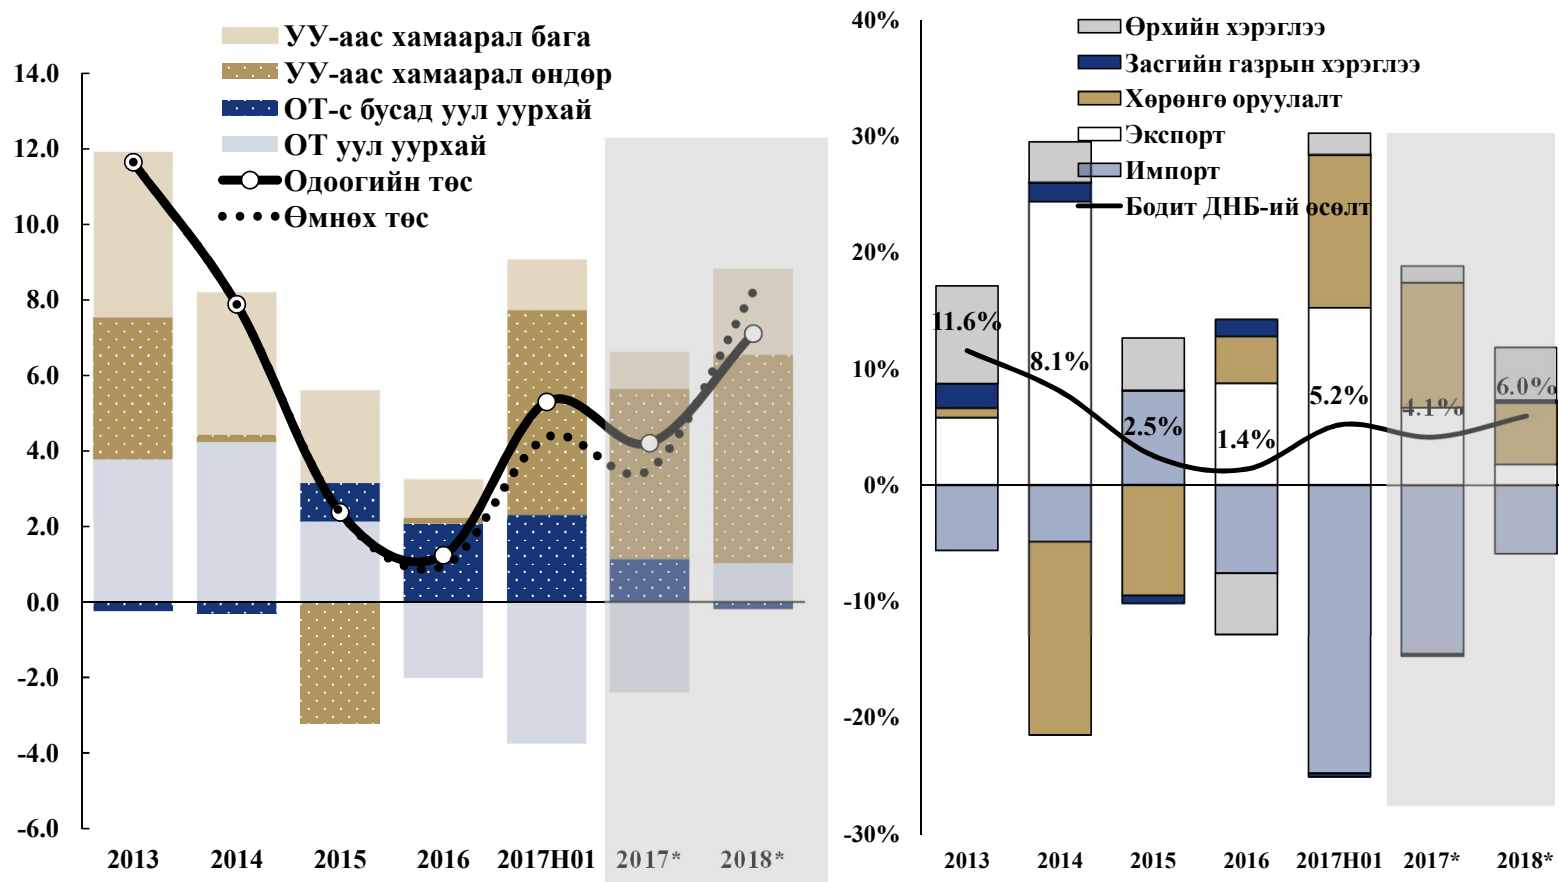 УУ-аас хамаарал бага
УУ-аас хамаарал өндөр
ОТ-с бусад уул уурхай
ОТ уул уурхай
Одоогийн төс
Өмнөх төс
14.0
12.0
10.0
8.0
6.0
4.0
2.0
0.0
-2.0
-4.0
-6.0
2013 2014 2015 2016 2017H01 2017* 2018*
Өрхийн хэрэглээ
Засгийн газрын хэрэглээ
Хөрөнгө оруулалт
Экспорт
Импорт
Бодит ДНБ-ий өсөлт
40%
30%
20%
10%
0%
-10%
-20%
-30%
11.6% 8.1% 2.5% 1.4% 5.2% 4.1% 6.0%
2013 2014 2015 2016 2017H01 2017* 2018*